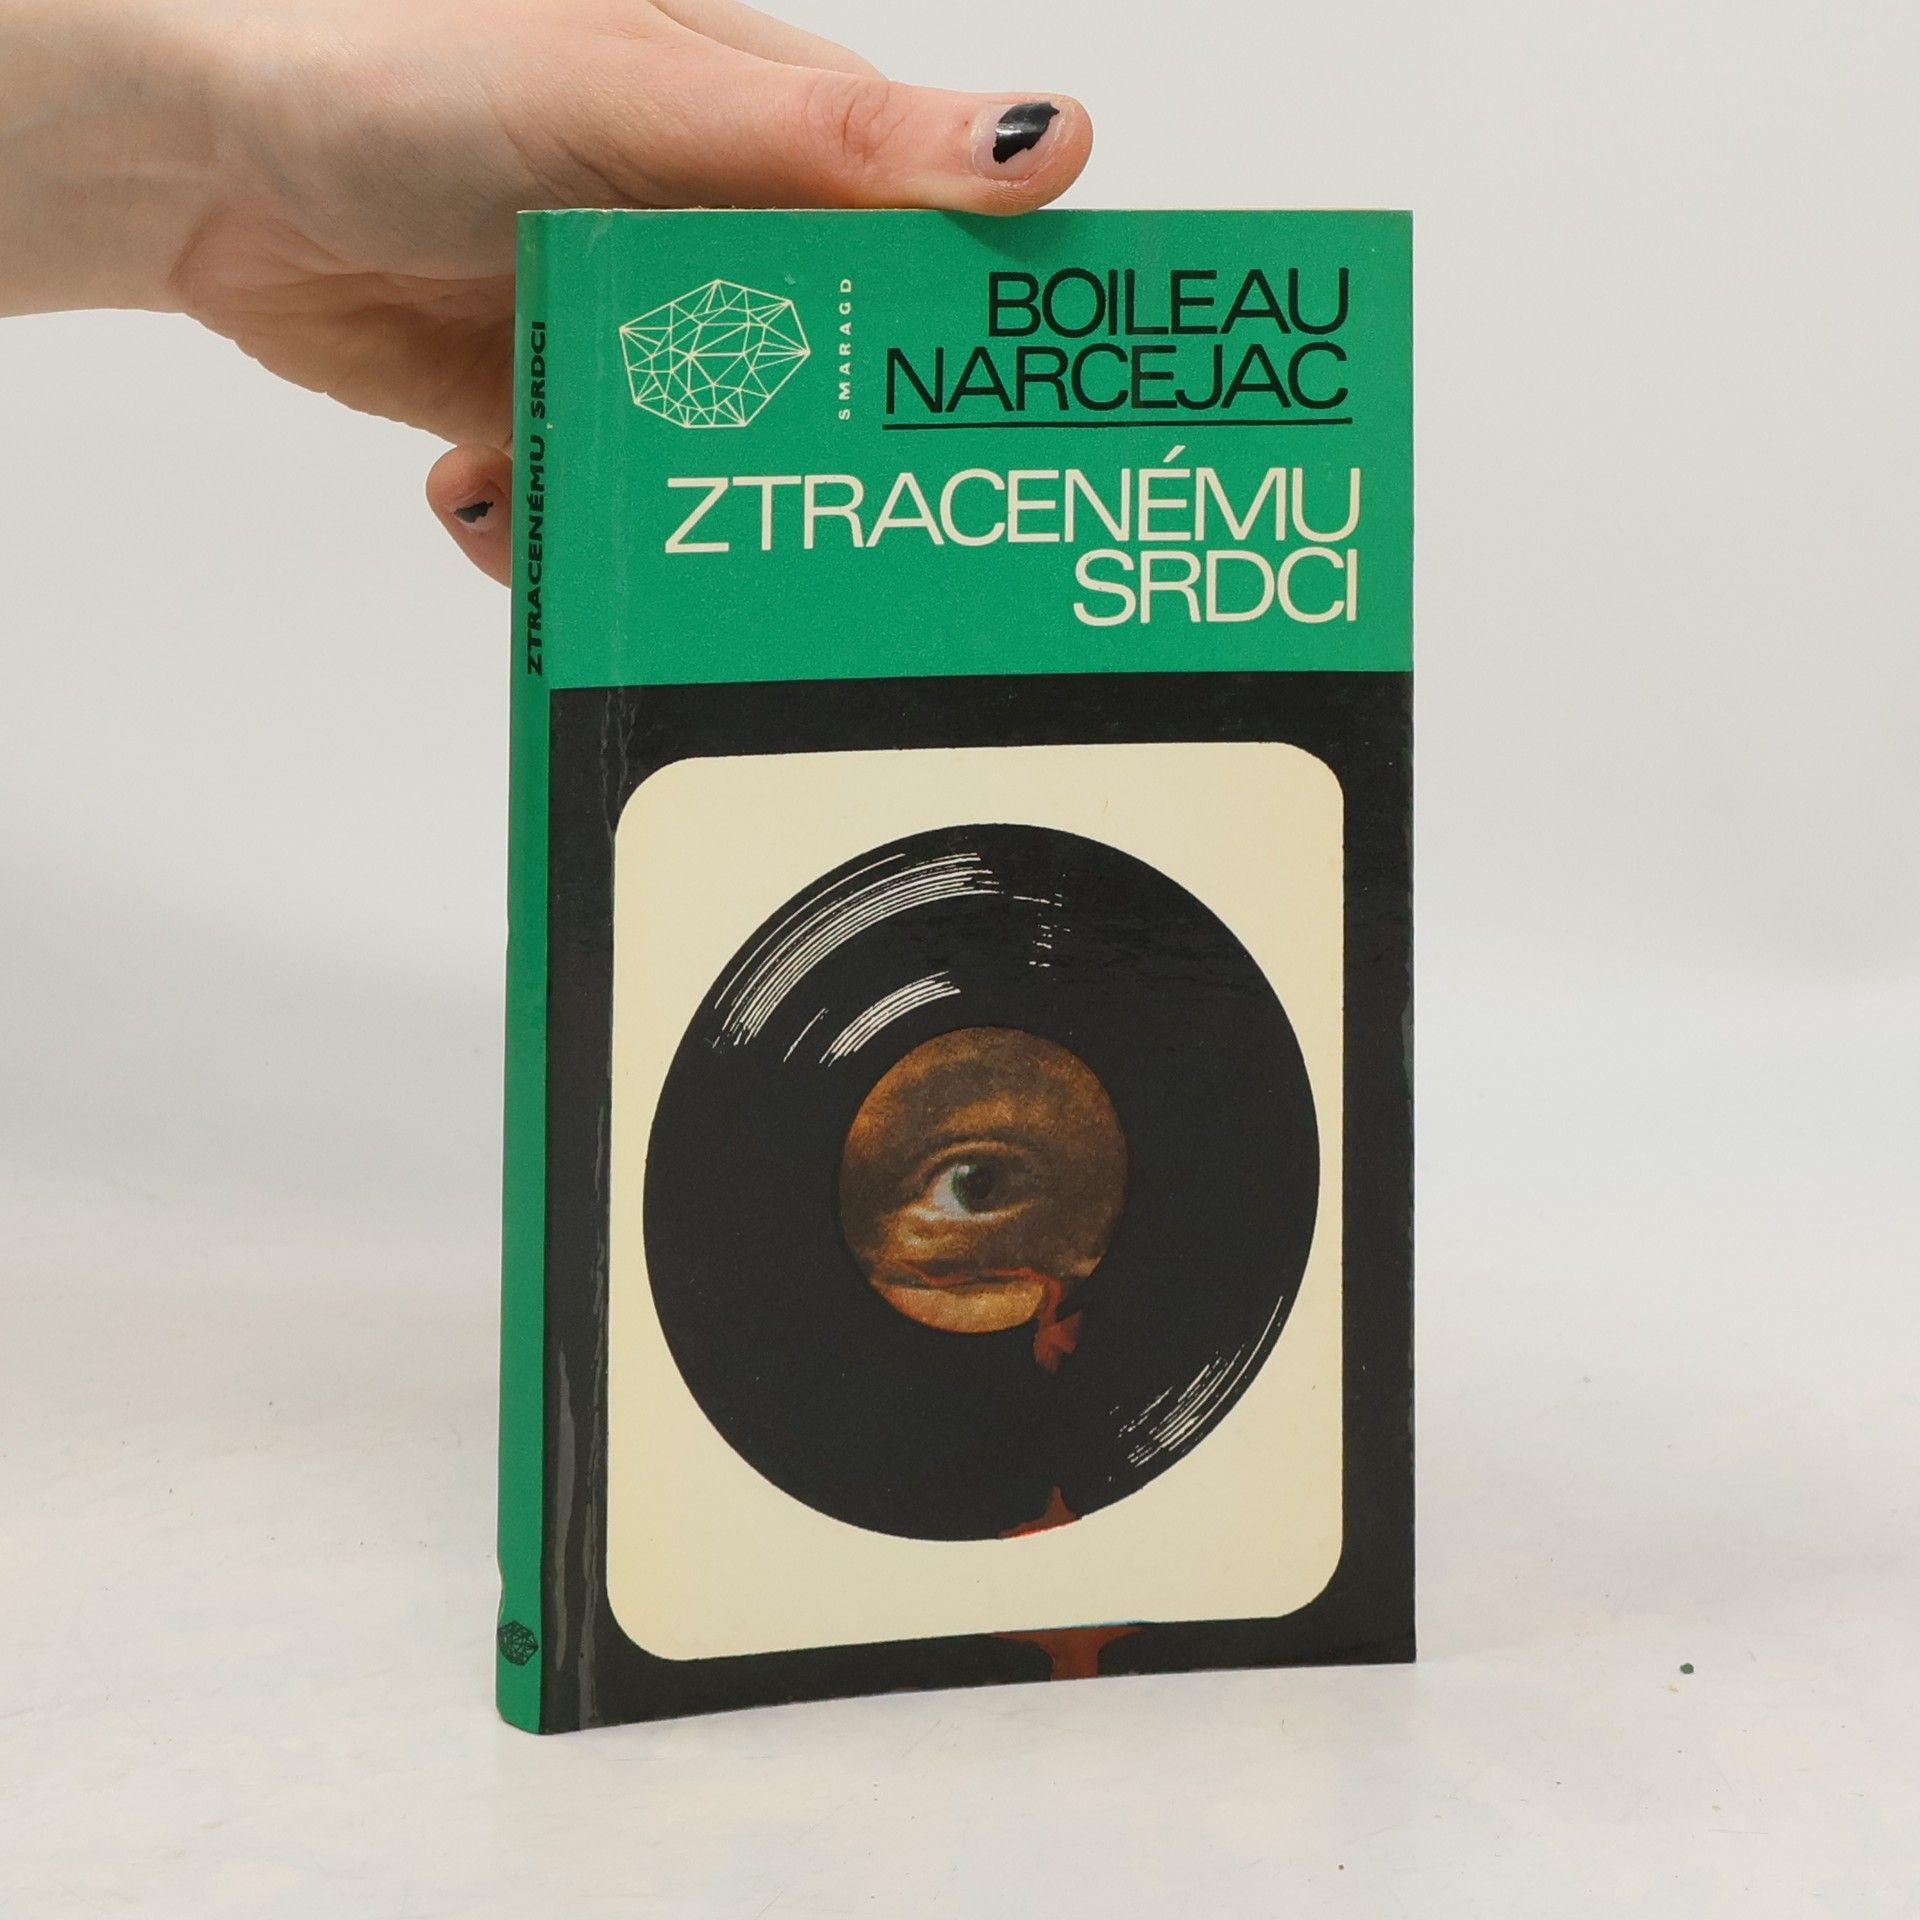 SMARAGD
BOILEAU
NARCEJAC
ZTRACENÉMU
SRDCI
ZTRACENÉMU SRDCI